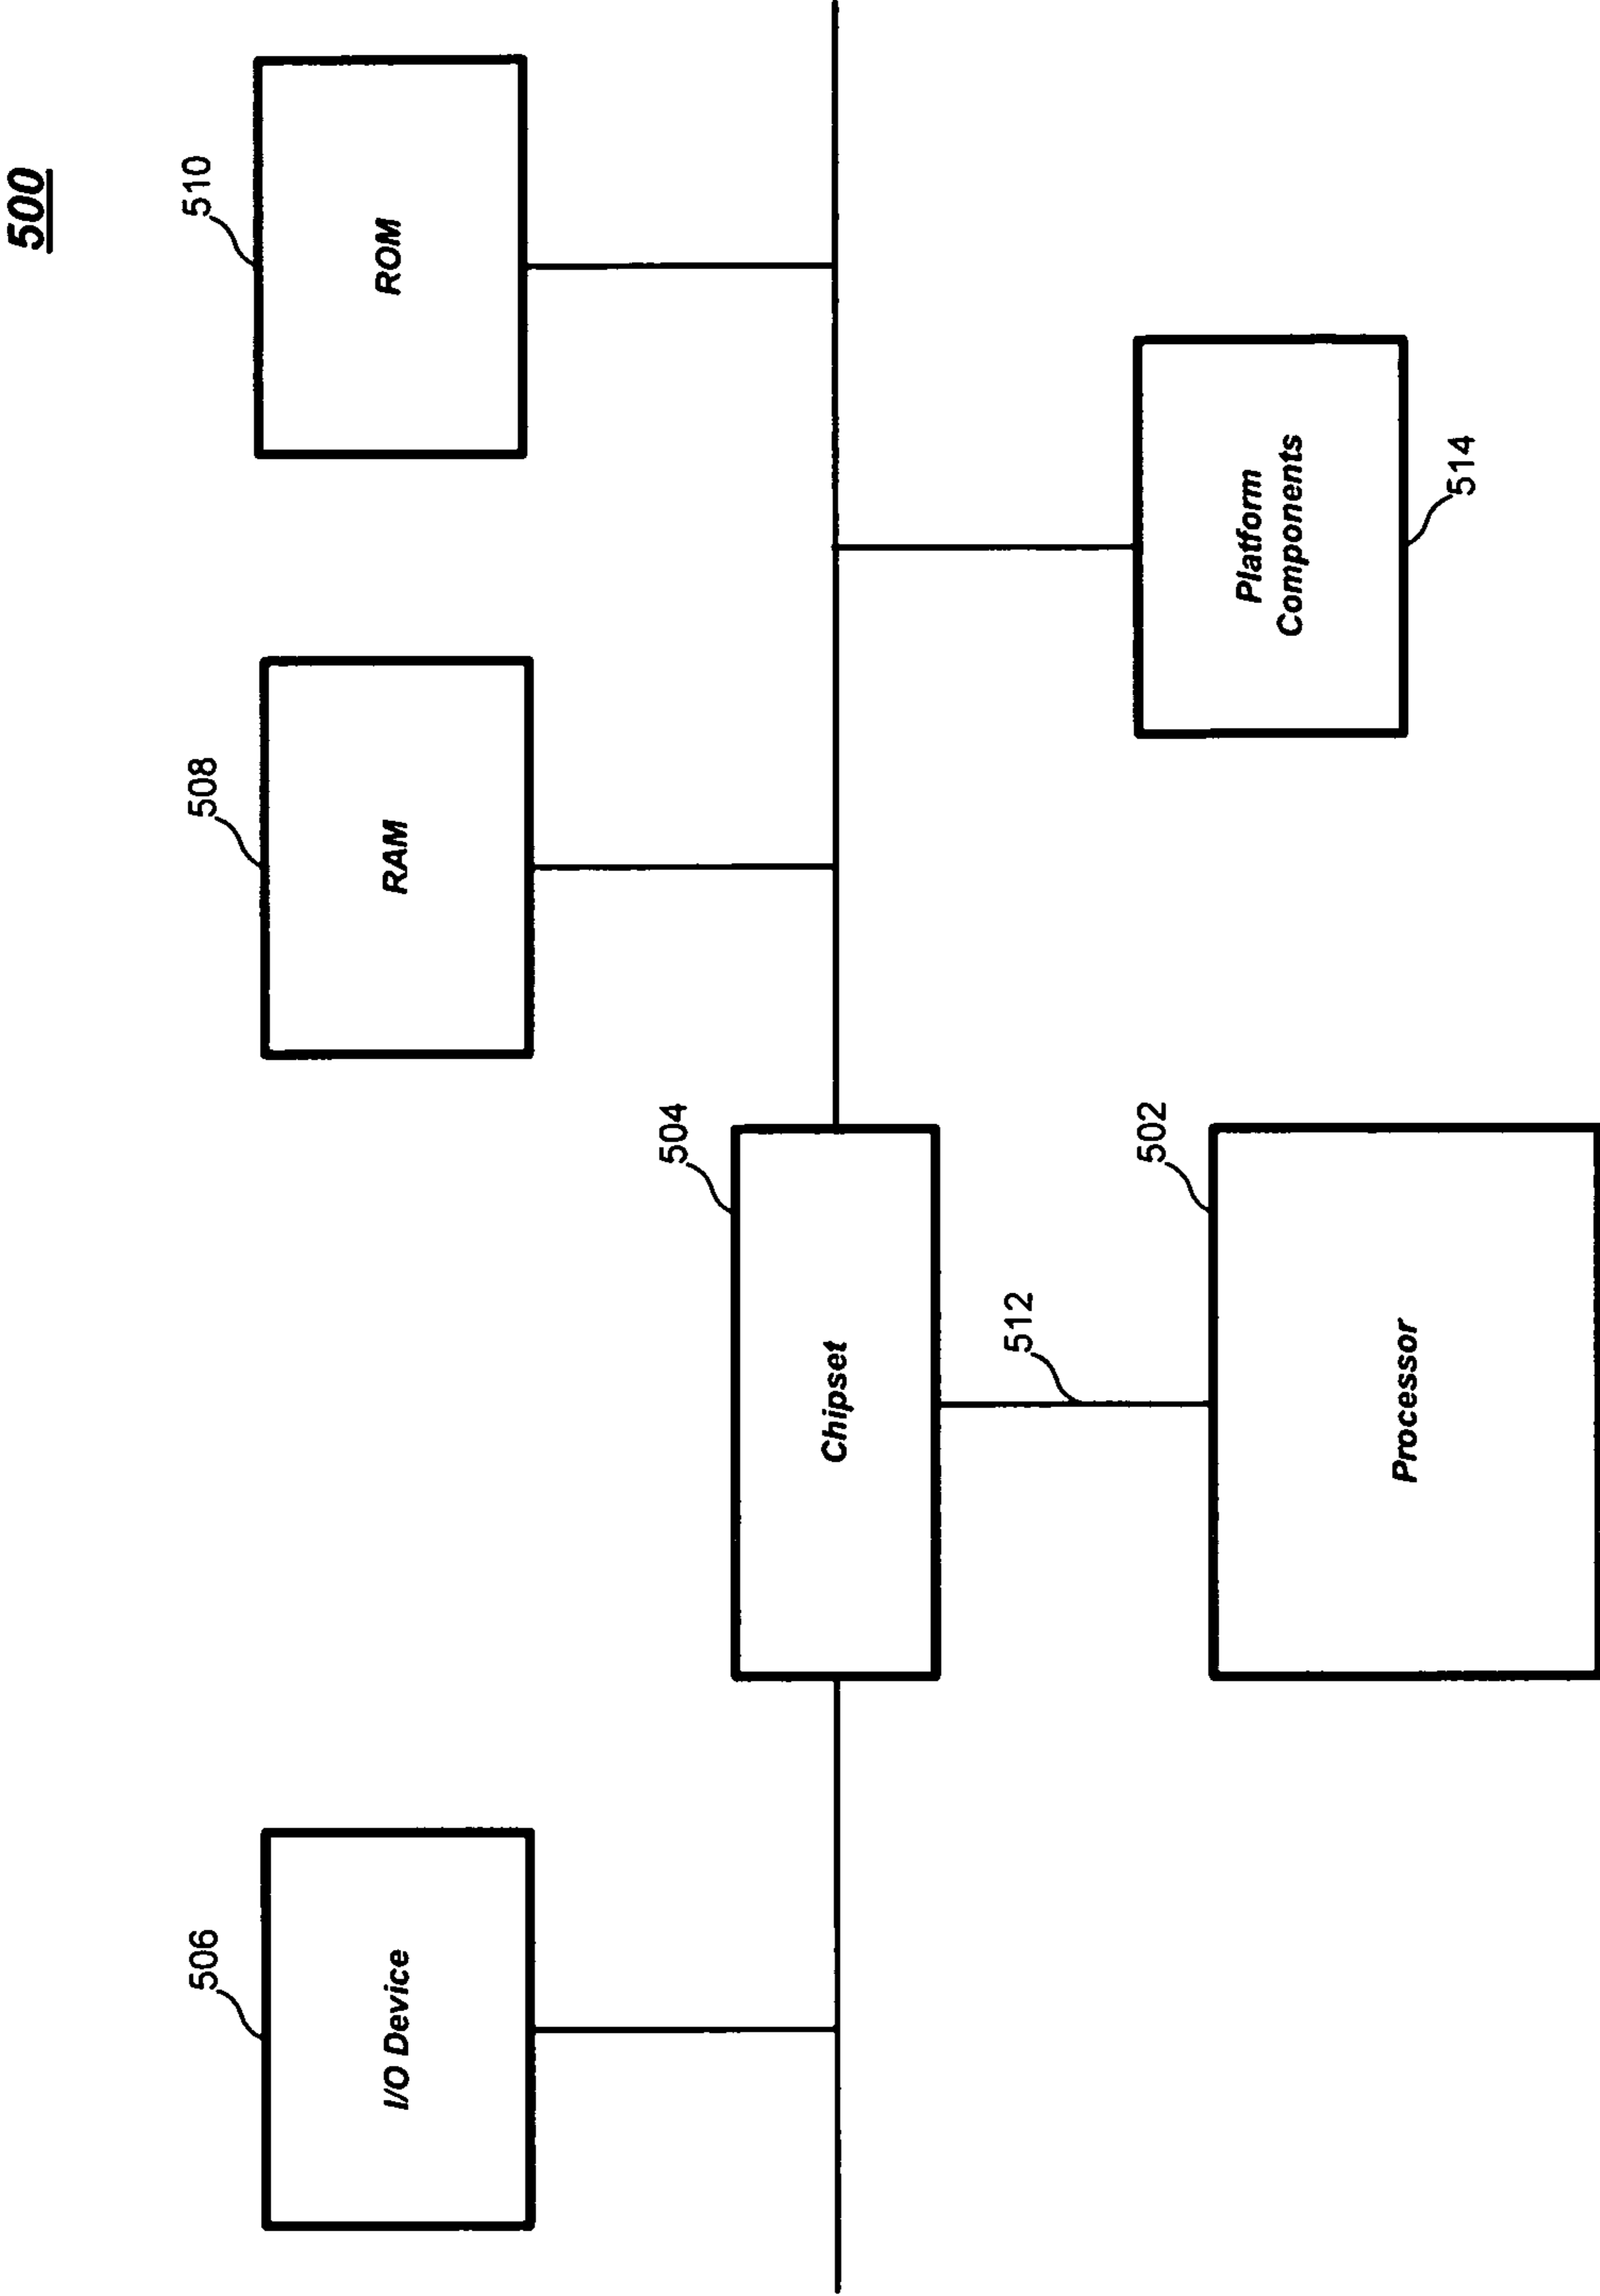 500
506
I/O Device
508
RAM
510
ROM
504
Chipset
512
502
Processor
Platform
Components
514